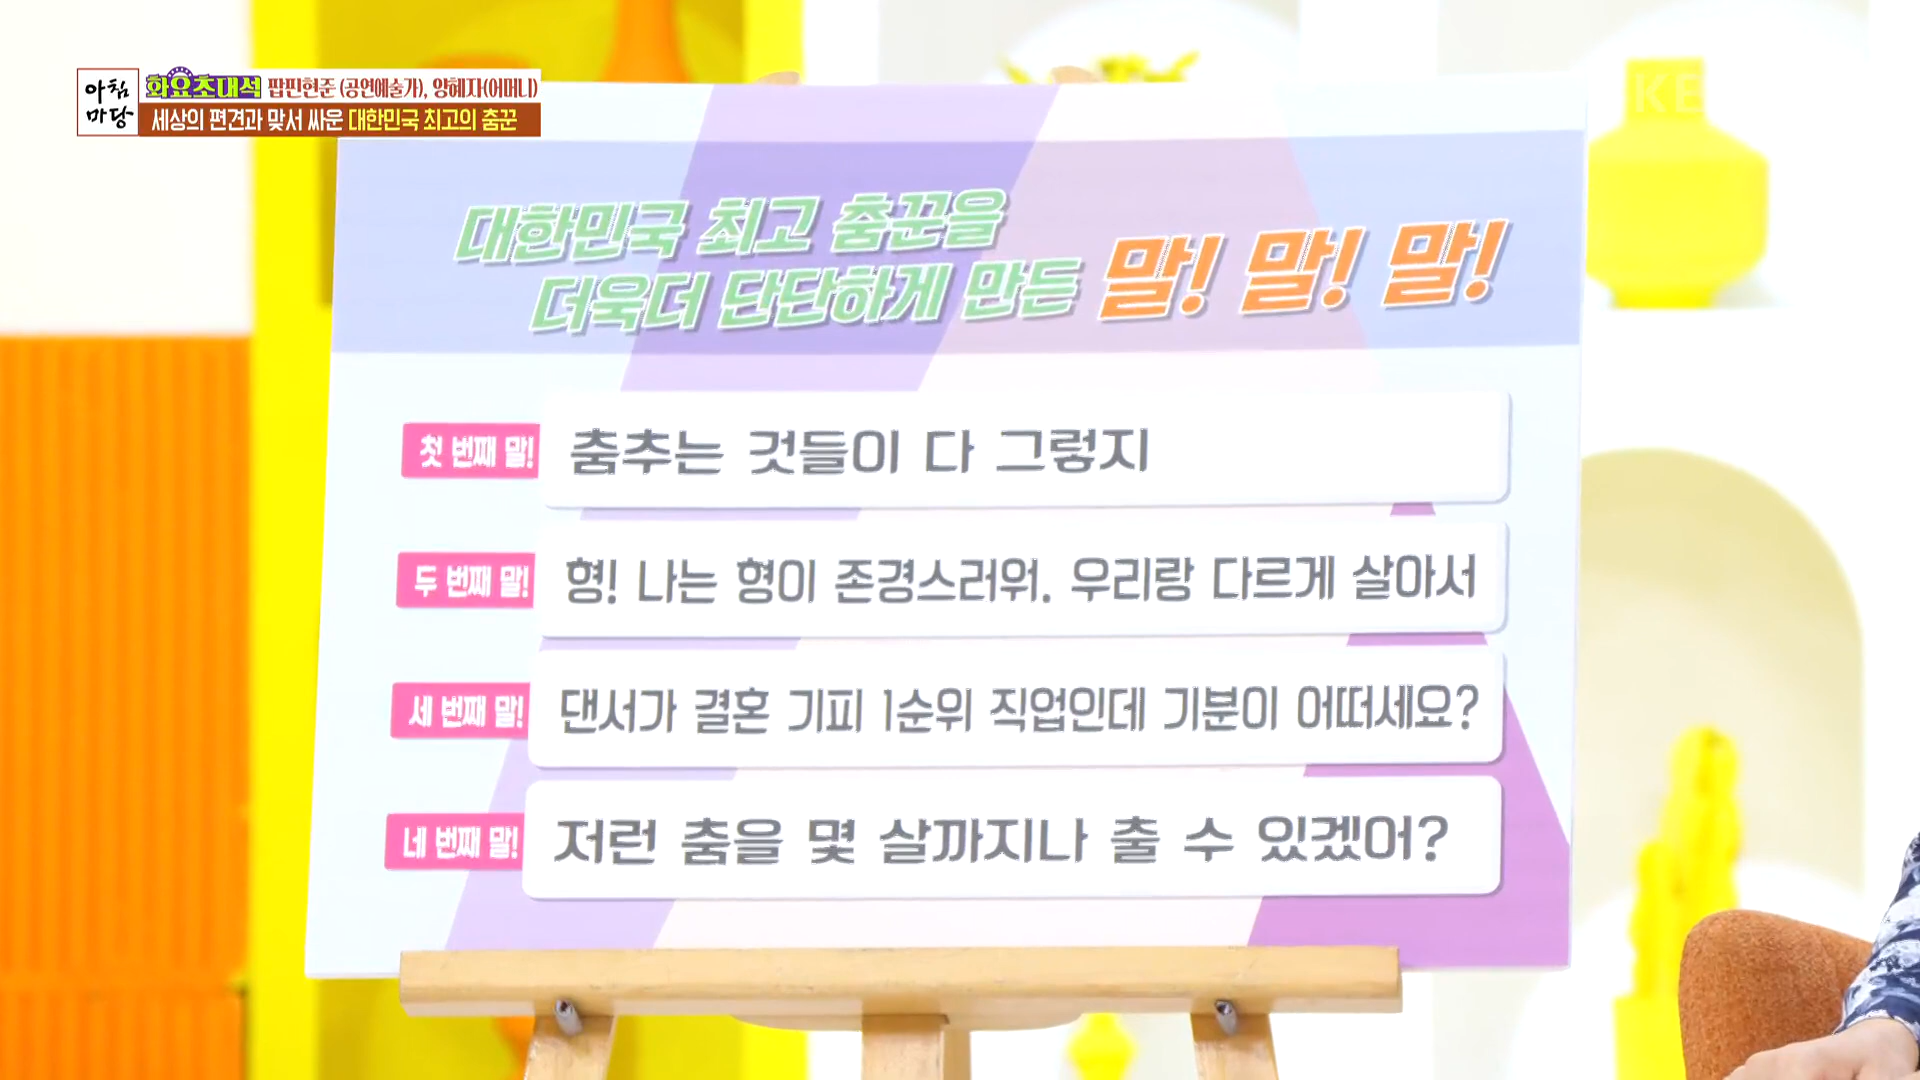 아침
마당
화요초대석 팝핀현준 (공연예술가), 양혜자(어머니)
세상의 편견과 맞서 싸운 대한민국 최고의 춤꾼
KB
대한민국 최고 춤꾼을
더욱더 단단하게 만든 말! 말! 말!
첫 번째 말! 춤추는 것들이 다 그렇지
두 번째 말! 형! 나는 형이 존경스러워. 우리랑 다르게 살아서
세 번째 말! 댄서가 결혼 기피 1순위 직업인데 기분이 어떠세요?
네 번째 말! 저런 춤을 몇 살까지나 출 수 있겠어?